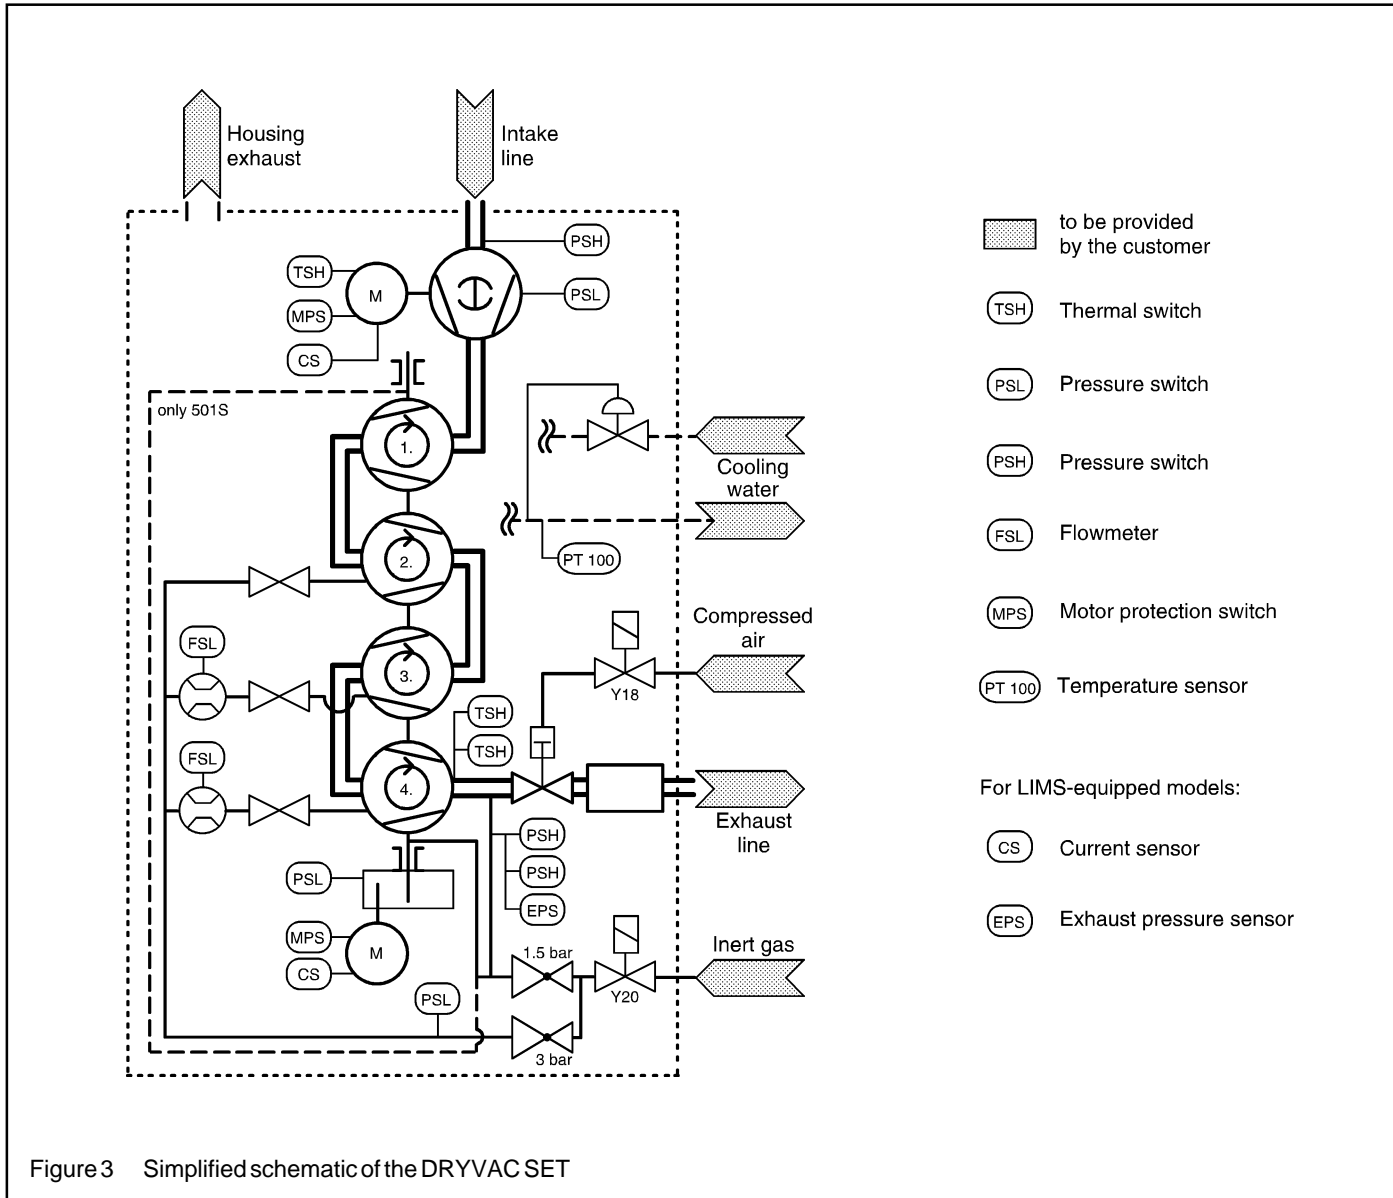 Housing
exhaust
Intake
line
PSH
TSH
M
PSL
MPS
CS
only 501S
1.
Cooling
water
2.
PT 100
Compressed
air
FSL
3.
Y18
TSH
TSH
FSL
4.
Exhaust
line
PSH
PSH
EPS
PSL
MPS
M
CS
Inert gas
1.5 bar
Y20
PSL
3 bar
to be provided
by the customer
TSH Thermal switch
PSL Pressure switch
PSH Pressure switch
FSL Flowmeter
MPS Motor protection switch
PT 100 Temperature sensor
For LIMS-equipped models:
CS Current sensor
EPS Exhaust pressure sensor
Figure 3 Simplified schematic of the DRYVAC SET